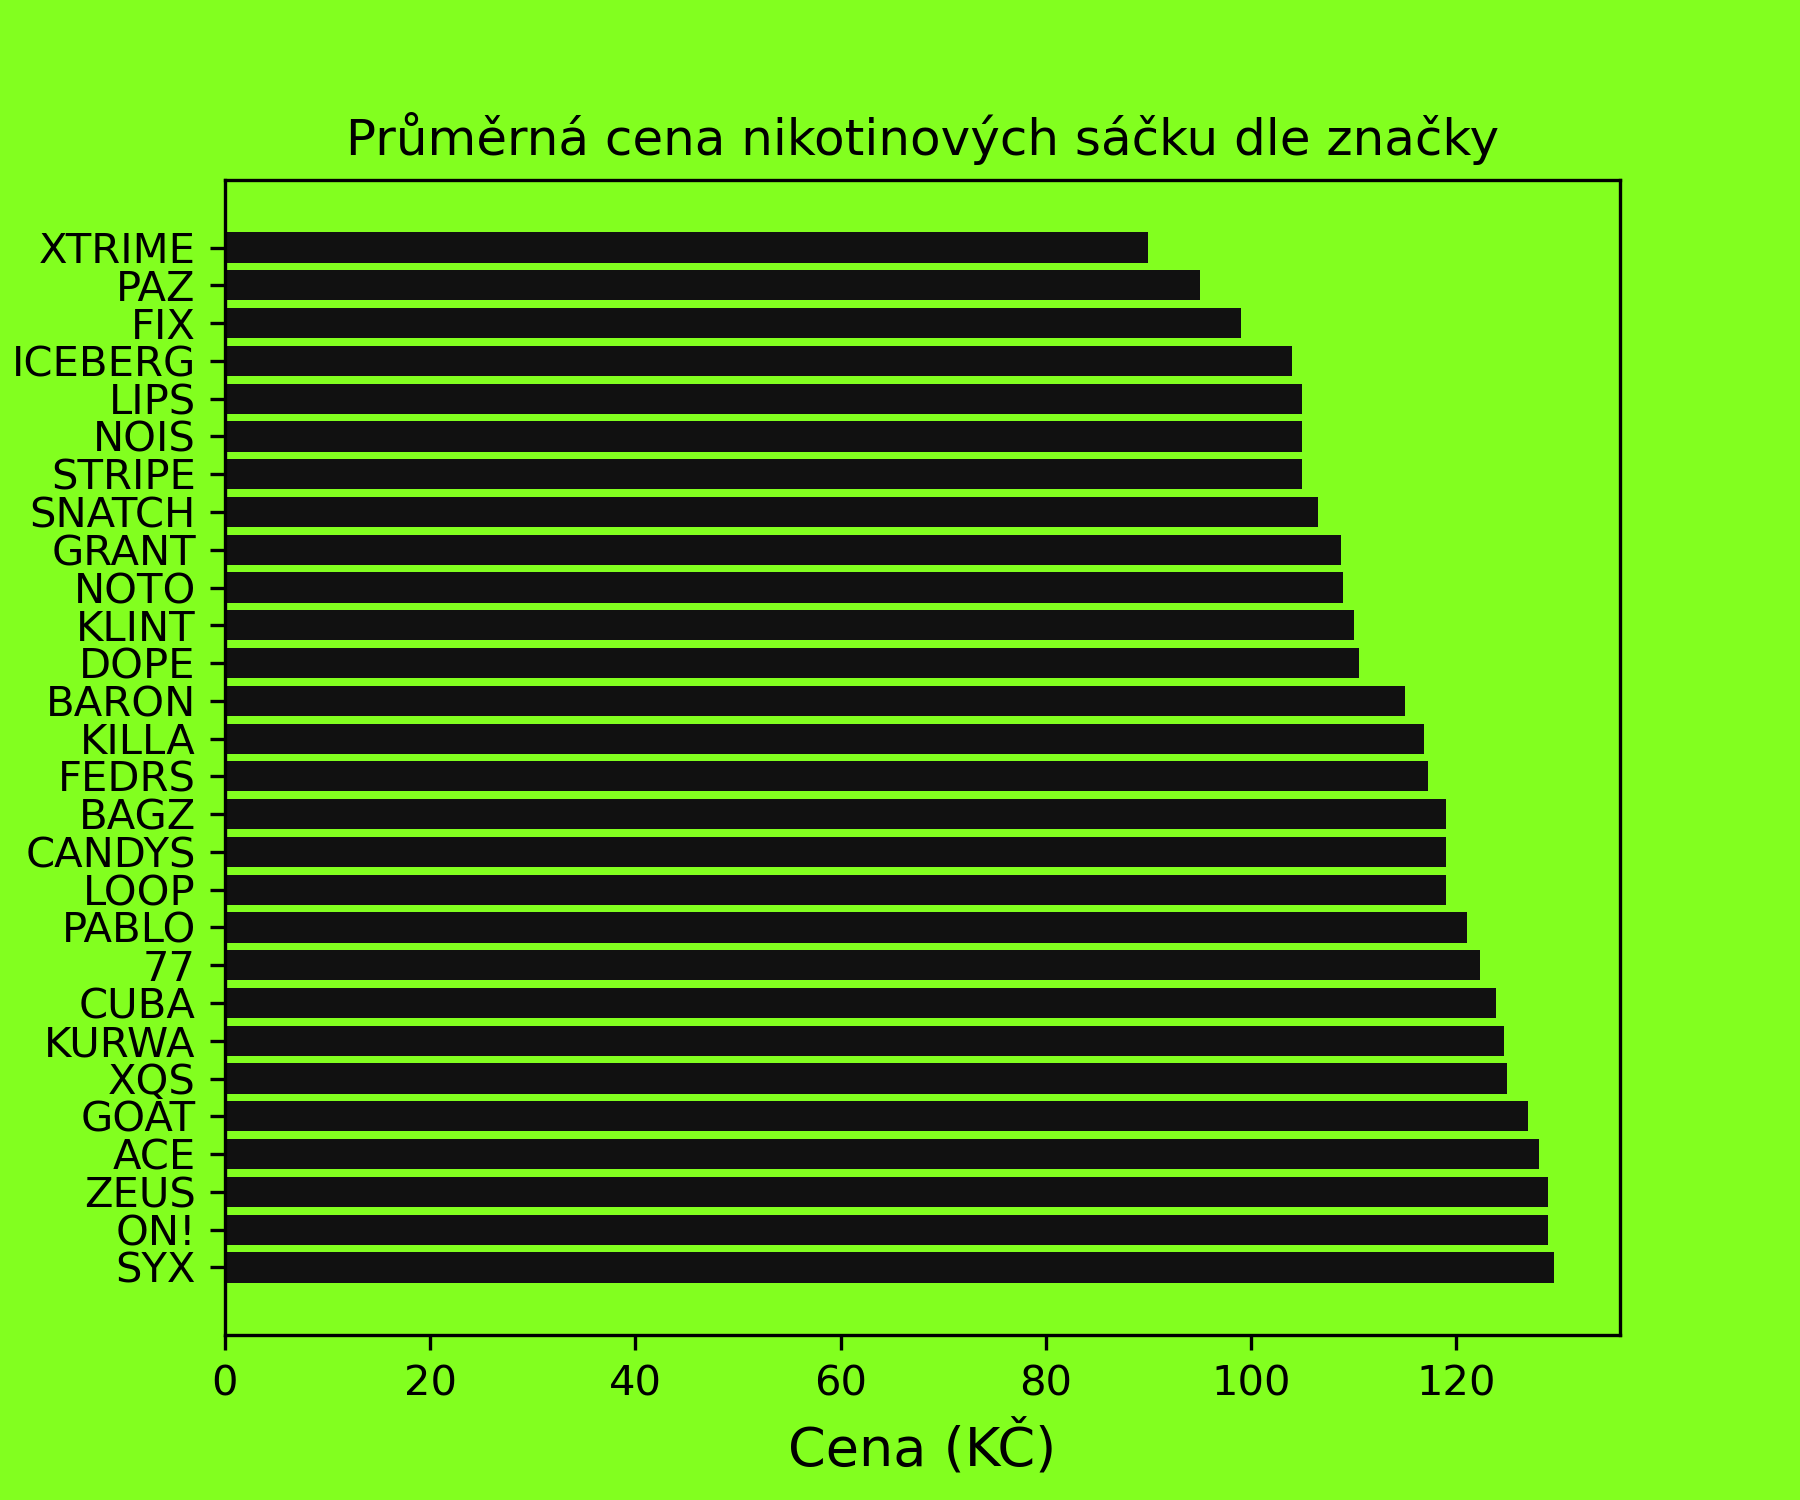 Průměrná cena nikotinových sáčku dle značky
XTRIME
PAZ
FIX
ICEBERG
LIPS
NOIS
STRIPE
SNATCH
GRANT
NOTO
KLINT
DOPE
BARON
KILLA
FEDRS
BAGZ
CANDYS
LOOP
PABLO
77
CUBA
KURWA
XQS
GOAT
ACE
ZEUS
ON!
SYX
0 20 40 60 80 100 120
Cena (KČ)